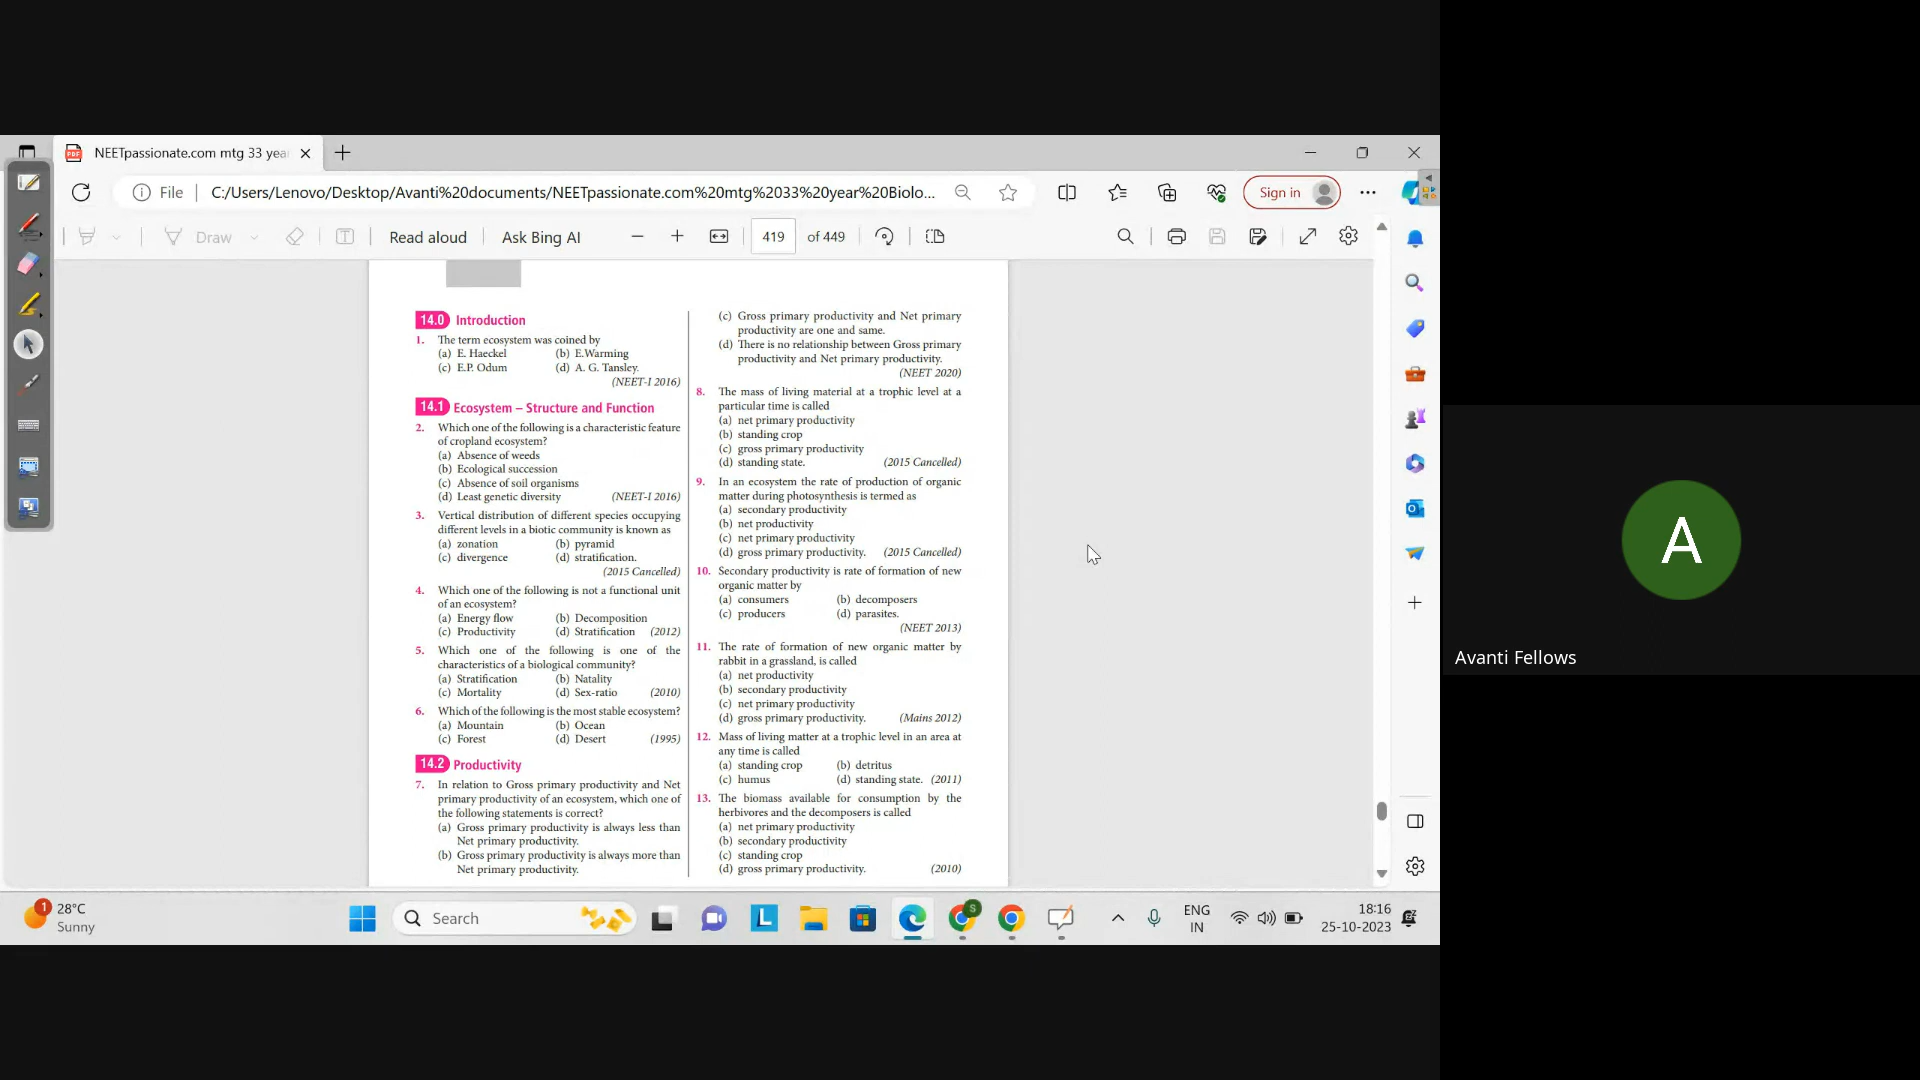 NEETpassionate.com mtg 33 yea
File
C:/Users/Lenovo/Desktop/Avanti%20documents/NEETpassionate.com%20mtg%2033%20year%20Biolo...
Sign in
Draw
Read aloud
Ask Bing AI
419 of 449
14.0 Introduction
1. The term ecosystem was coined by
(a) E. Haeckel (b) E.Warming
(c) E.P. Odum (d) A. G. Tansley.
(NEET-I 2016)
14.1 Ecosystem – Structure and Function
2. Which one of the following is a characteristic feature
of cropland ecosystem?
(a) Absence of weeds
(b) Ecological succession
(c) Absence of soil organisms
(d) Least genetic diversity (NEET-I 2016)
3. Vertical distribution of different species occupying
different levels in a biotic community is known as
(a) zonation (b) pyramid
(c) divergence (d) stratification.
(2015 Cancelled)
4. Which one of the following is not a functional unit
of an ecosystem?
(a) Energy flow (b) Decomposition
(c) Productivity (d) Stratification (2012)
5. Which one of the following is one of the
characteristics of a biological community?
(a) Stratification (b) Natality
(c) Mortality (d) Sex-ratio (2010)
6. Which of the following is the most stable ecosystem?
(a) Mountain (b) Ocean
(c) Forest (d) Desert (1995)
14.2 Productivity
7. In relation to Gross primary productivity and Net
primary productivity of an ecosystem, which one of
the following statements is correct?
(a) Gross primary productivity is always less than
Net primary productivity.
(b) Gross primary productivity is always more than
Net primary productivity.
(c) Gross primary productivity and Net primary
productivity are one and same.
(d) There is no relationship between Gross primary
productivity and Net primary productivity.
(NEET 2020)
8. The mass of living material at a trophic level at a
particular time is called
(a) net primary productivity
(b) standing crop
(c) gross primary productivity
(d) standing state. (2015 Cancelled)
9. In an ecosystem the rate of production of organic
matter during photosynthesis is termed as
(a) secondary productivity
(b) net productivity
(c) net primary productivity
(d) gross primary productivity. (2015 Cancelled)
10. Secondary productivity is rate of formation of new
organic matter by
(a) consumers (b) decomposers
(c) producers (d) parasites.
(NEET 2013)
11. The rate of formation of new organic matter by
rabbit in a grassland, is called
(a) net productivity
(b) secondary productivity
(c) net primary productivity
(d) gross primary productivity. (Mains 2012)
12. Mass of living matter at a trophic level in an area at
any time is called
(a) standing crop (b) detritus
(c) humus (d) standing state. (2011)
13. The biomass available for consumption by the
herbivores and the decomposers is called
(a) net primary productivity
(b) secondary productivity
(c) standing crop
(d) gross primary productivity. (2010)
A
Avanti Fellows
1
28°C
Sunny
Search
L
S
ENG
IN
18:16
25-10-2023